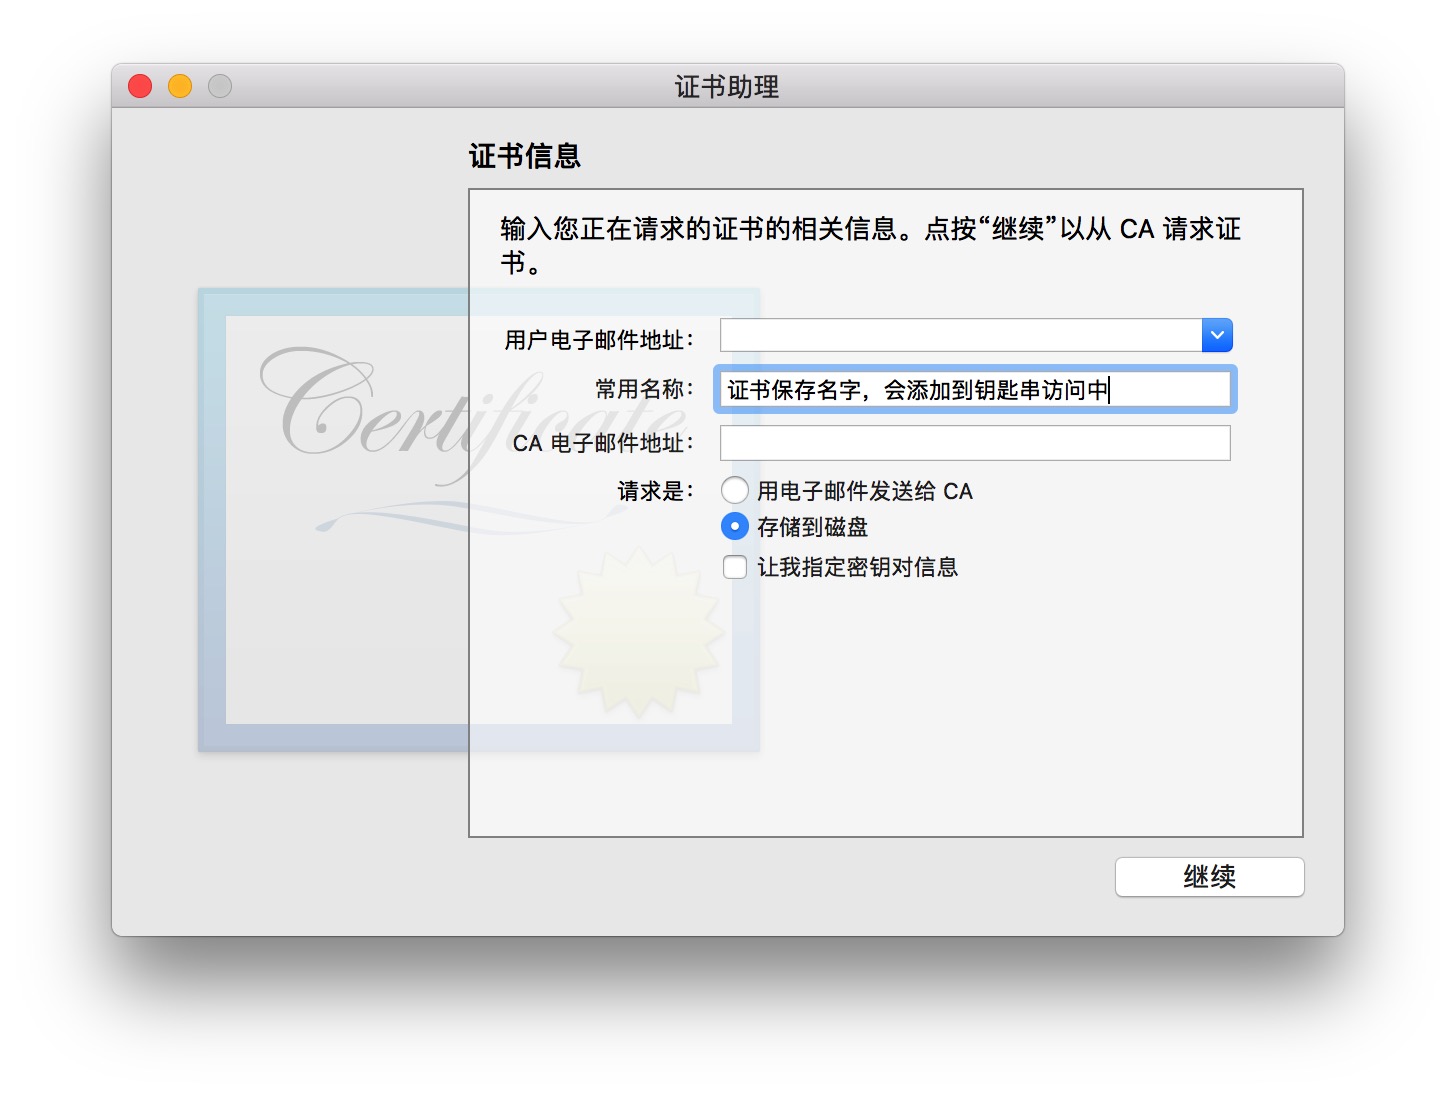 证书助理
证书信息
输入您正在请求的证书的相关信息。点按“继续”以从 CA 请求证
书。
Certificate
用户电子邮件地址：
常用名称： 证书保存名字，会添加到钥匙串访问中
CA 电子邮件地址：
请求是： 用电子邮件发送给 CA
存储到磁盘
让我指定密钥对信息
继续